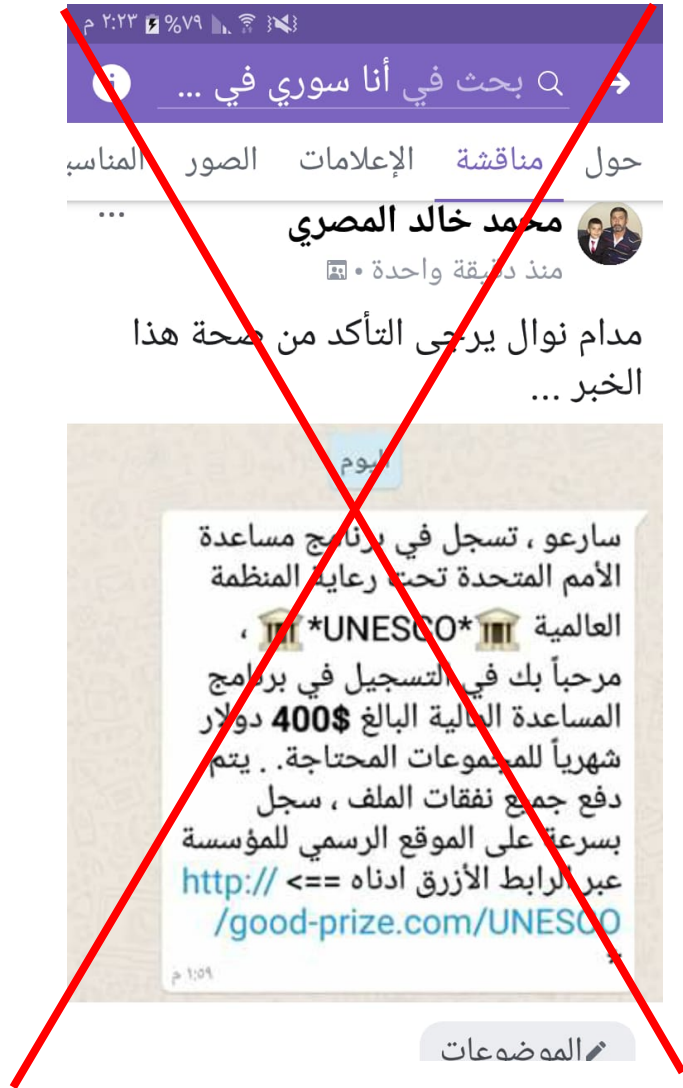 ٢:٢٣ م %٧٩
بحث في أنا سوري في ...
حول مناقشة الإعلامات الصور المناسب
محمد خالد المصري
...
منذ دقيقة واحدة •
مدام نوال يرجى التأكد من صحة هذا
الخبر ...
اليوم
سارعو ، تسجل في برنامج مساعدة
الأمم المتحدة تحت رعاية المنظمة
العالمية 🏛️*UNESCO*🏛️ ،
مرحباً بك في التسجيل في برنامج
المساعدة المالية البالغ 400$ دولار
شهرياً للمجموعات المحتاجة. . يتم
دفع جميع نفقات الملف ، سجل
بسرعة على الموقع الرسمي للمؤسسة
عبر الرابط الأزرق ادناه ==> http://
good-prize.com/UNESCO/
*
١:٥٩ م
الموضوعات